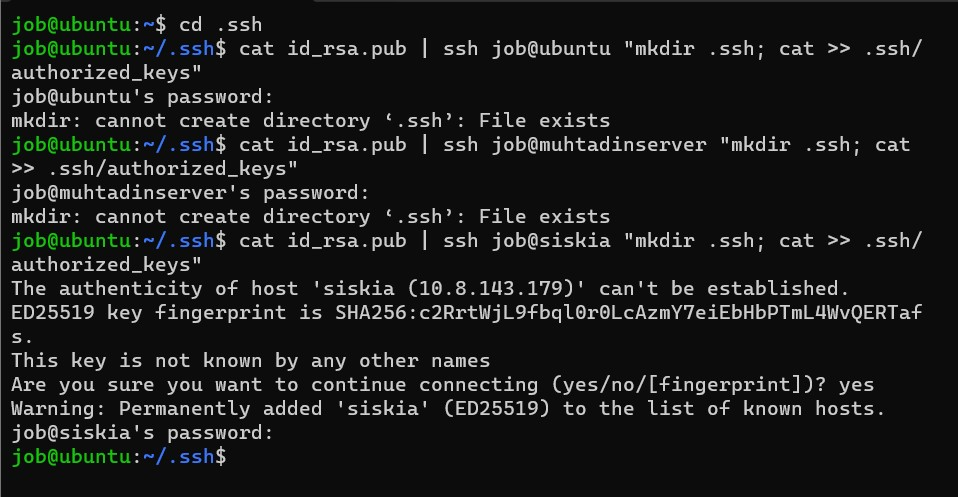 job@ubuntu:~$ cd .ssh
job@ubuntu:~/.ssh$ cat id_rsa.pub | ssh job@ubuntu "mkdir .ssh; cat >> .ssh/
authorized_keys"
job@ubuntu's password:
mkdir: cannot create directory ‘.ssh’: File exists
job@ubuntu:~/.ssh$ cat id_rsa.pub | ssh job@muhtadinserver "mkdir .ssh; cat
>> .ssh/authorized_keys"
job@muhtadinserver's password:
mkdir: cannot create directory ‘.ssh’: File exists
job@ubuntu:~/.ssh$ cat id_rsa.pub | ssh job@siskia "mkdir .ssh; cat >> .ssh/
authorized_keys"
The authenticity of host 'siskia (10.8.143.179)' can't be established.
ED25519 key fingerprint is SHA256:c2RrtWjL9fbql0r0LcAzmY7eiEbHbPTmL4WvQERTaf
s.
This key is not known by any other names
Are you sure you want to continue connecting (yes/no/[fingerprint])? yes
Warning: Permanently added 'siskia' (ED25519) to the list of known hosts.
job@siskia's password:
job@ubuntu:~/.ssh$